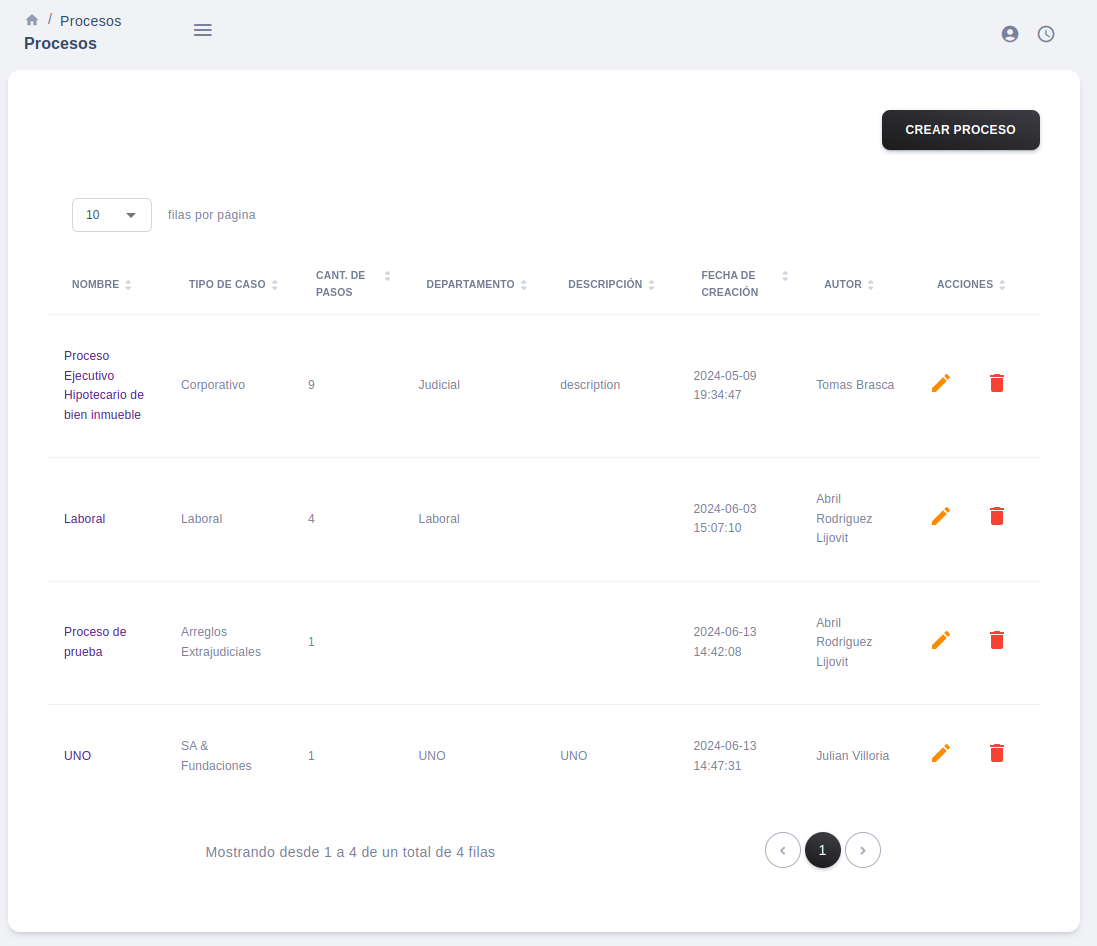 / Procesos
Procesos
CREAR PROCESO
10 filas por página
NOMBRE TIPO DE CASO CANT. DE PASOS DEPARTAMENTO DESCRIPCIÓN FECHA DE CREACIÓN AUTOR ACCIONES
Proceso
Ejecutivo
Hipotecario de
bien inmueble
Corporativo
9
Judicial
description
2024-05-09
19:34:47
Tomas Brasca
Laboral
Laboral
4
Laboral
2024-06-03
15:07:10
Abril
Rodriguez
Lijovit
Proceso de
prueba
Arreglos
Extrajudiciales
1
2024-06-13
14:42:08
Abril
Rodriguez
Lijovit
UNO
SA &
Fundaciones
1
UNO
UNO
2024-06-13
14:47:31
Julian Villoria
Mostrando desde 1 a 4 de un total de 4 filas
‹ 1 ›